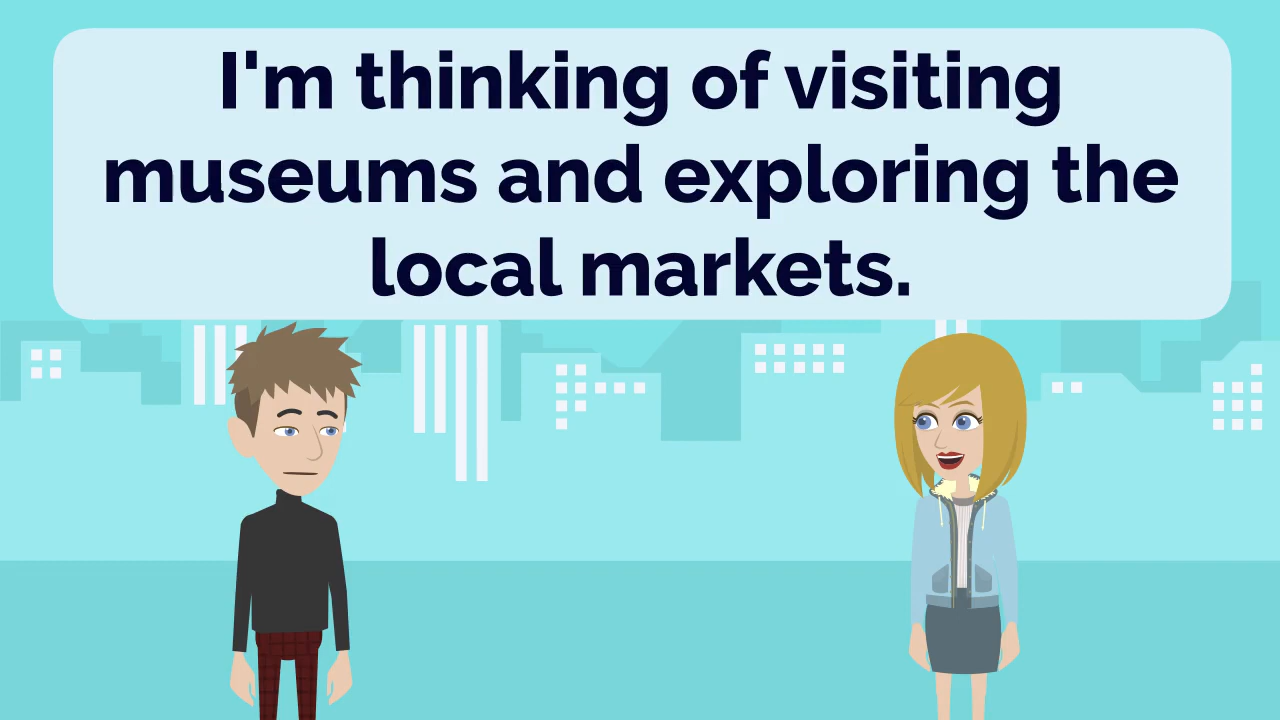 I'm thinking of visiting
museums and exploring the
local markets.